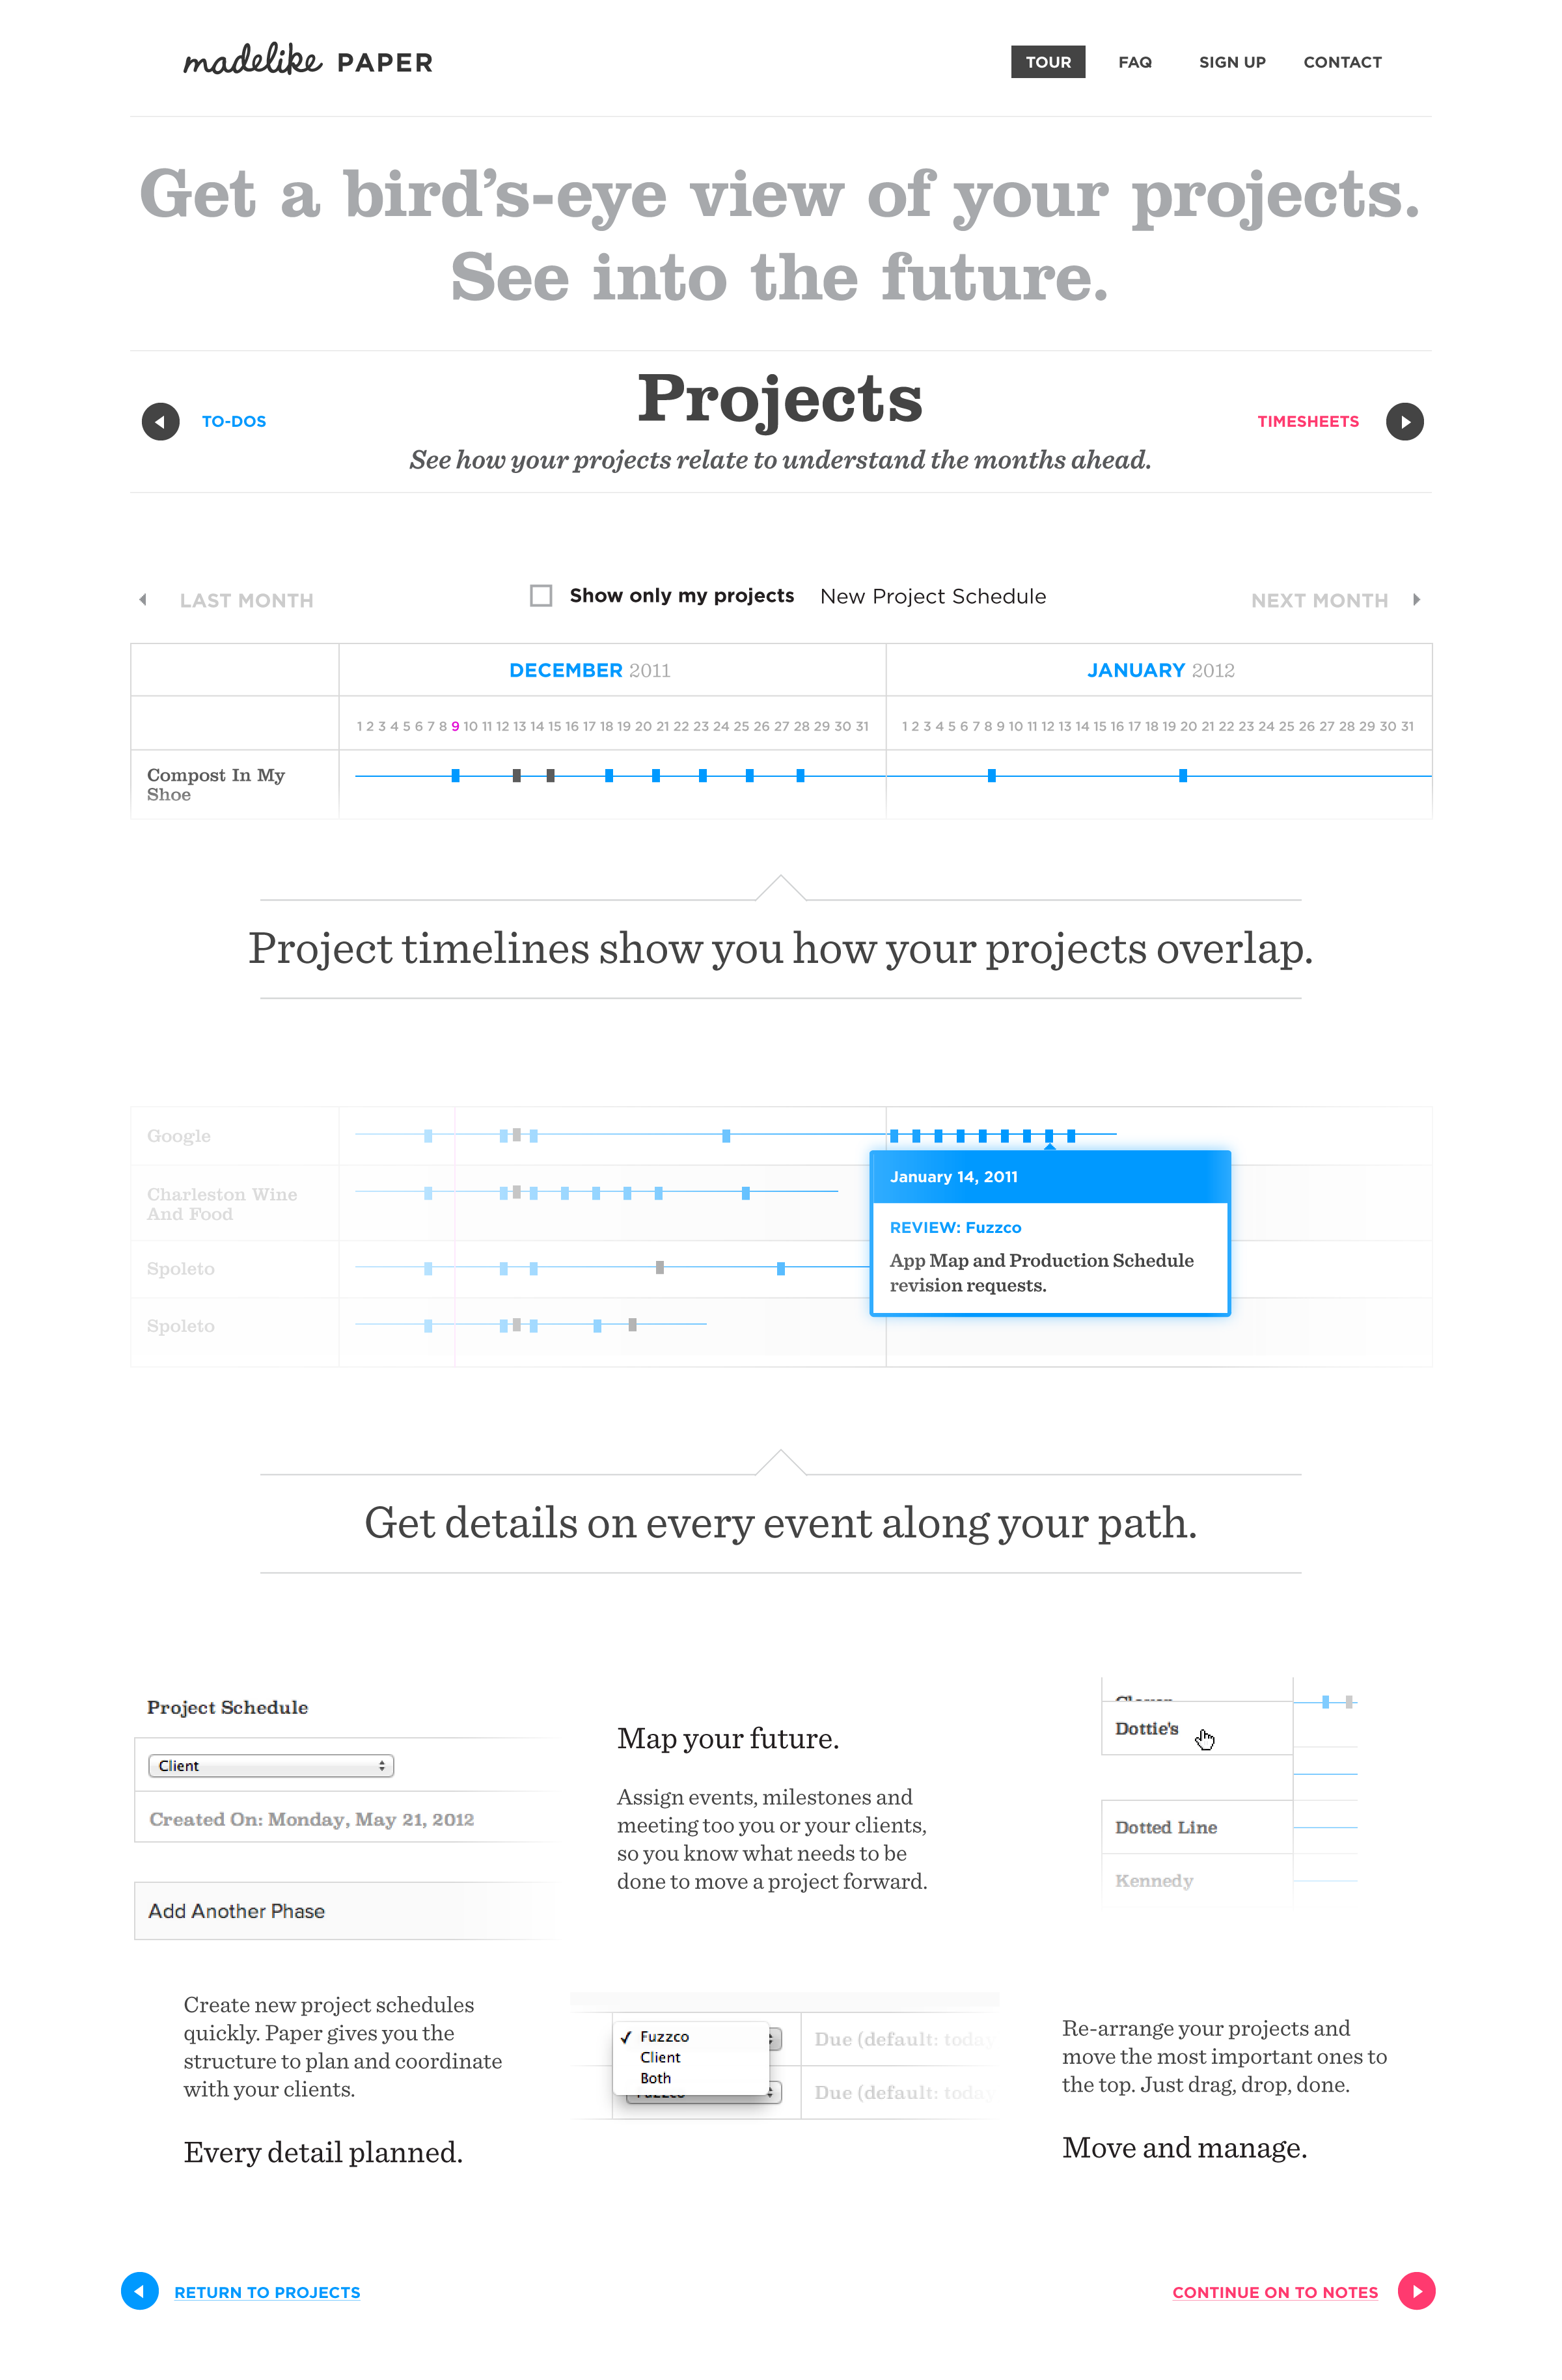 madelike PAPER
TOUR FAQ SIGN UP CONTACT
Get a bird's-eye view of your projects.
See into the future.
Projects
TO-DOS
TIMESHEETS
See how your projects relate to understand the months ahead.
LAST MONTH
Show only my projects New Project Schedule
NEXT MONTH
DECEMBER 2011
JANUARY 2012
1 2 3 4 5 6 7 8 9 10 11 12 13 14 15 16 17 18 19 20 21 22 23 24 25 26 27 28 29 30 31
1 2 3 4 5 6 7 8 9 10 11 12 13 14 15 16 17 18 19 20 21 22 23 24 25 26 27 28 29 30 31
Compost In My
Shoe
Project timelines show you how your projects overlap.
Google
Charleston Wine
And Food
Spoleto
Spoleto
January 14, 2011
REVIEW: Fuzzco
App Map and Production Schedule
revision requests.
Get details on every event along your path.
Project Schedule
Client
Created On: Monday, May 21, 2012
Add Another Phase
Create new project schedules
quickly. Paper gives you the
structure to plan and coordinate
with your clients.
Every detail planned.
Map your future.
Assign events, milestones and
meeting too you or your clients,
so you know what needs to be
done to move a project forward.
Fuzzco
Client
Both
Due (default: today
Due (default: today
Dottie's
Dotted Line
Kennedy
Re-arrange your projects and
move the most important ones to
the top. Just drag, drop, done.
Move and manage.
RETURN TO PROJECTS
CONTINUE ON TO NOTES